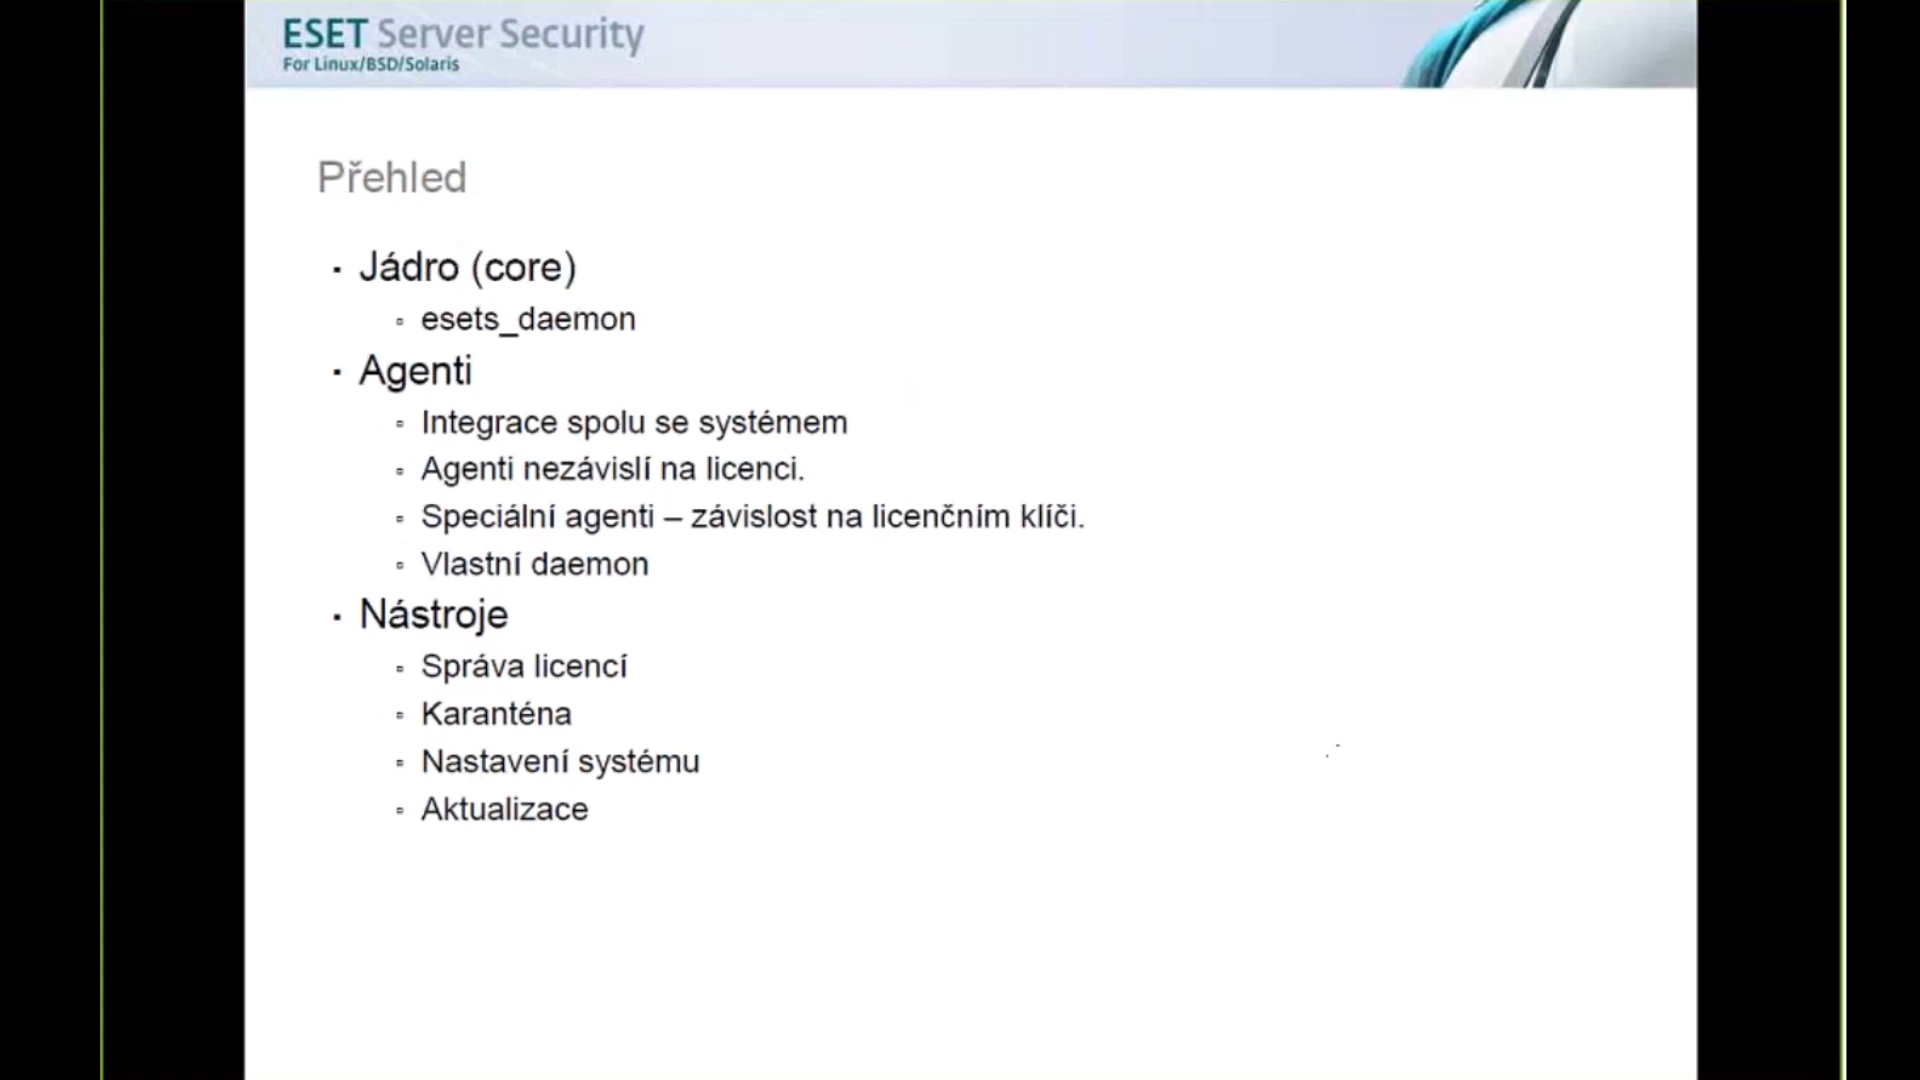 ESET Server Security
For Linux/BSD/Solaris
Přehled
Jádro (core)
esets_daemon
Agenti
Integrace spolu se systémem
Agenti nezávislí na licenci.
Speciální agenti – závislost na licenčním klíči.
Vlastní daemon
Nástroje
Správa licencí
Karanténa
Nastavení systému
Aktualizace